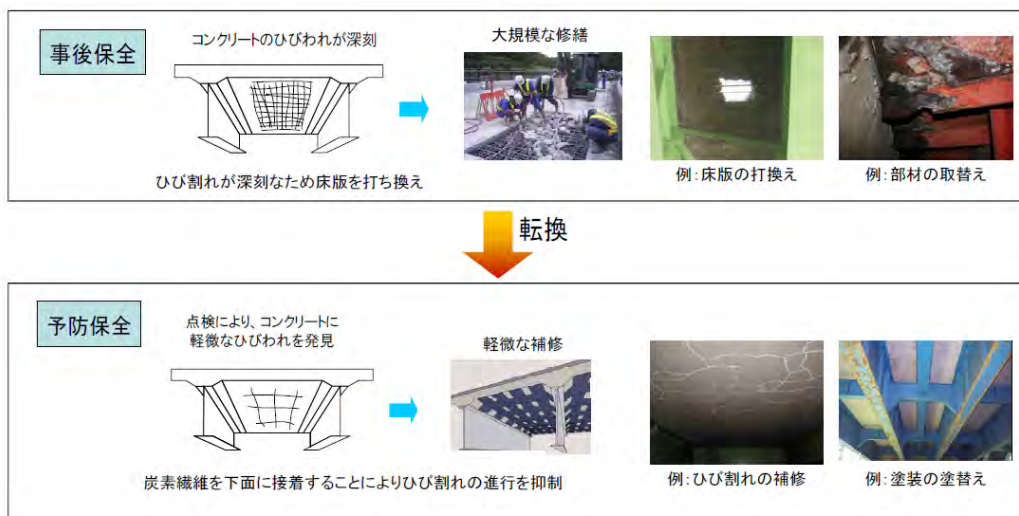 事後保全
コンクリートのひびわれが深刻
大規模な修繕
ひび割れが深刻なため床版を打ち換え
例:床版の打換え
例:部材の取替え
転換
予防保全
点検により、コンクリートに
軽微なひびわれを発見
軽微な補修
炭素繊維を下面に接着することによりひび割れの進行を抑制
例:ひび割れの補修
例:塗装の塗替え